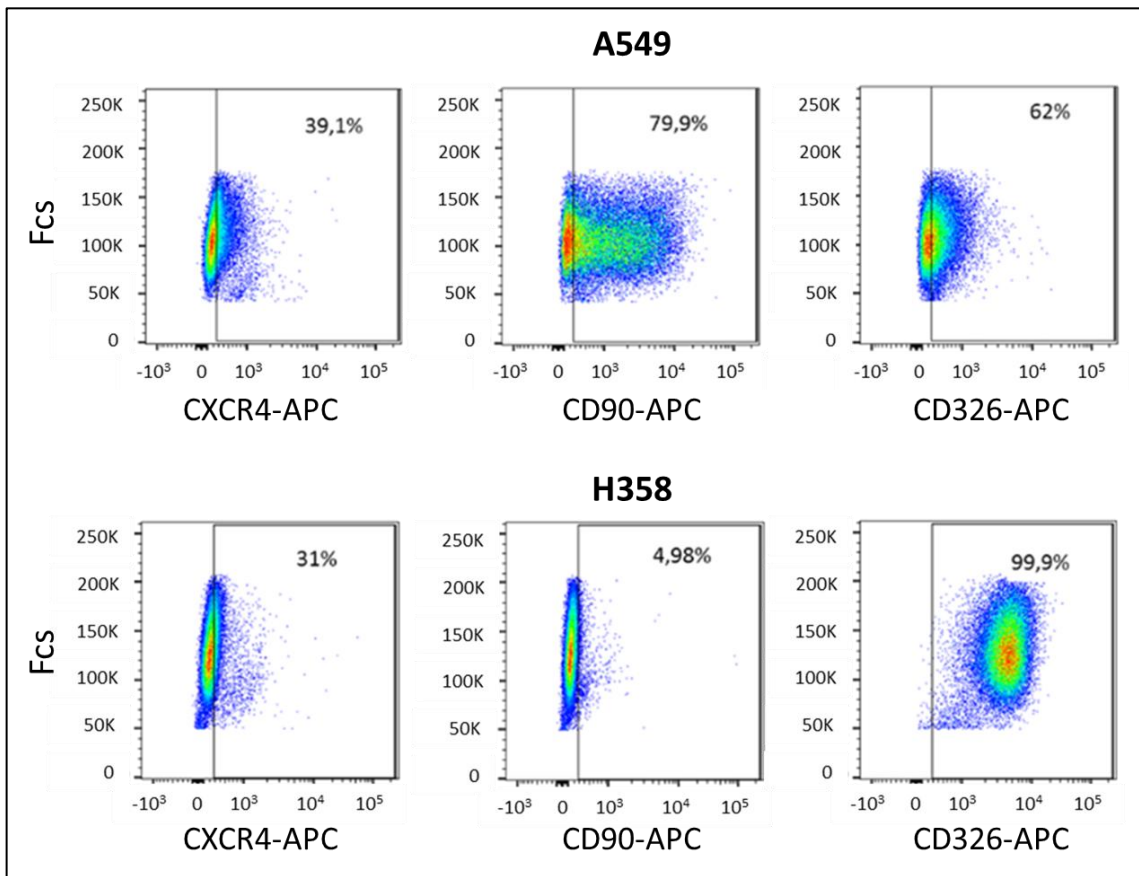 A549
250K
200K
150K
100K
50K
0
Fcs
39,1%
-10³ 0 10³ 10⁴ 10⁵
CXCR4-APC
250K
200K
150K
100K
50K
0
79,9%
-10³ 0 10³ 10⁴ 10⁵
CD90-APC
250K
200K
150K
100K
50K
0
62%
-10³ 0 10³ 10⁴ 10⁵
CD326-APC
H358
250K
200K
150K
100K
50K
0
Fcs
31%
-10³ 0 10³ 10⁴ 10⁵
CXCR4-APC
250K
200K
150K
100K
50K
0
4,98%
-10³ 0 10³ 10⁴ 10⁵
CD90-APC
250K
200K
150K
100K
50K
0
99,9%
-10³ 0 10³ 10⁴ 10⁵
CD326-APC